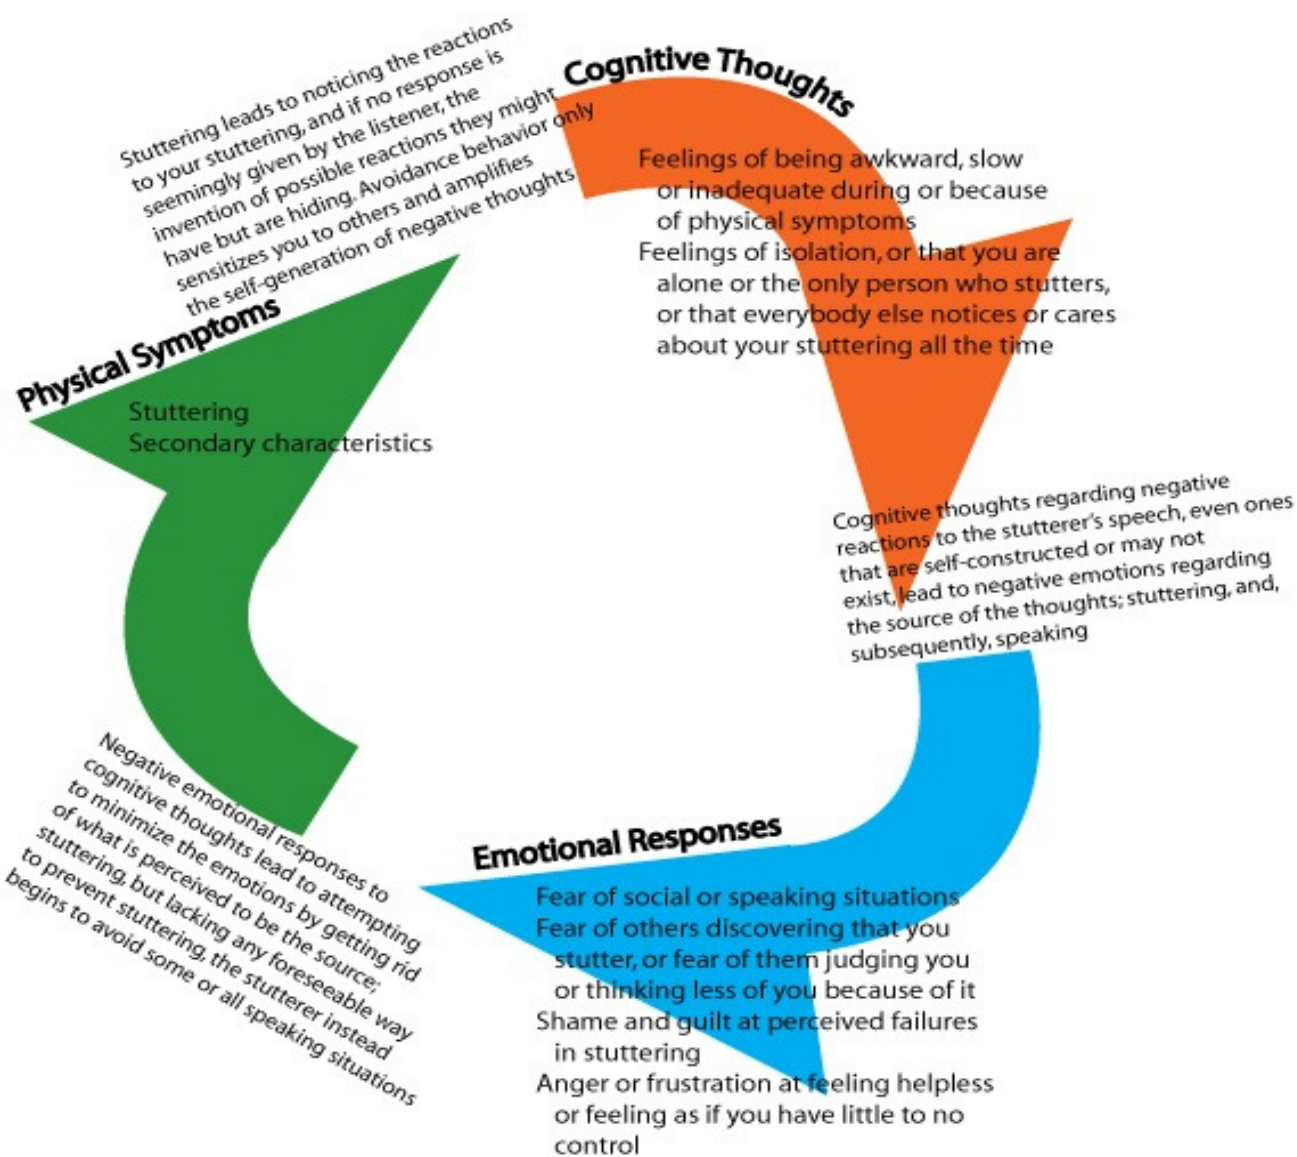 Stuttering leads to noticing the reactions
to your stuttering, and if no response is
seemingly given by the listener, the
invention of possible reactions they might
have but are hiding. Avoidance behavior only
sensitizes you to others and amplifies
the self-generation of negative thoughts
Cognitive Thoughts
Feelings of being awkward, slow
or inadequate during or because
of physical symptoms
Feelings of isolation, or that you are
alone or the only person who stutters,
or that everybody else notices or cares
about your stuttering all the time
Cognitive thoughts regarding negative
reactions to the stutterer's speech, even ones
that are self-constructed or may not
exist, lead to negative emotions regarding
the source of the thoughts; stuttering, and,
subsequently, speaking
Emotional Responses
Fear of social or speaking situations
Fear of others discovering that you
stutter, or fear of them judging you
or thinking less of you because of it
Shame and guilt at perceived failures
in stuttering
Anger or frustration at feeling helpless
or feeling as if you have little to no
control
Negative emotional responses to
cognitive thoughts lead to attempting
to minimize the emotions by getting rid
of what is perceived to be the source;
stuttering, but lacking any foreseeable way
to prevent stuttering, the stutterer instead
begins to avoid some or all speaking situations
Physical Symptoms
Stuttering
Secondary characteristics